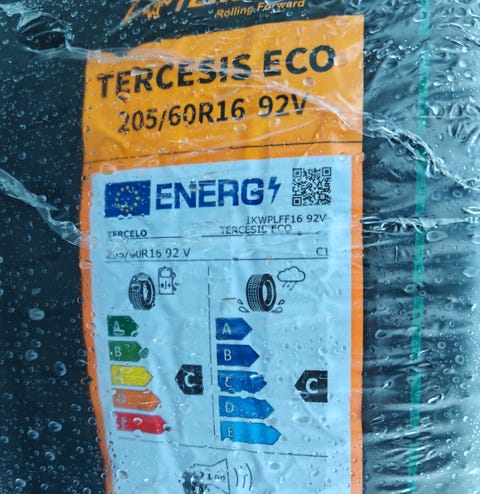 Rolling Forward
TERCESIS ECO
205/60R16 92V
ENERG
TERCELO
1KWPLFF16 92V
TERCESIS ECO
205/60R16 92 V
C1
A
B
D
E
C
A
B
C
D
E
C